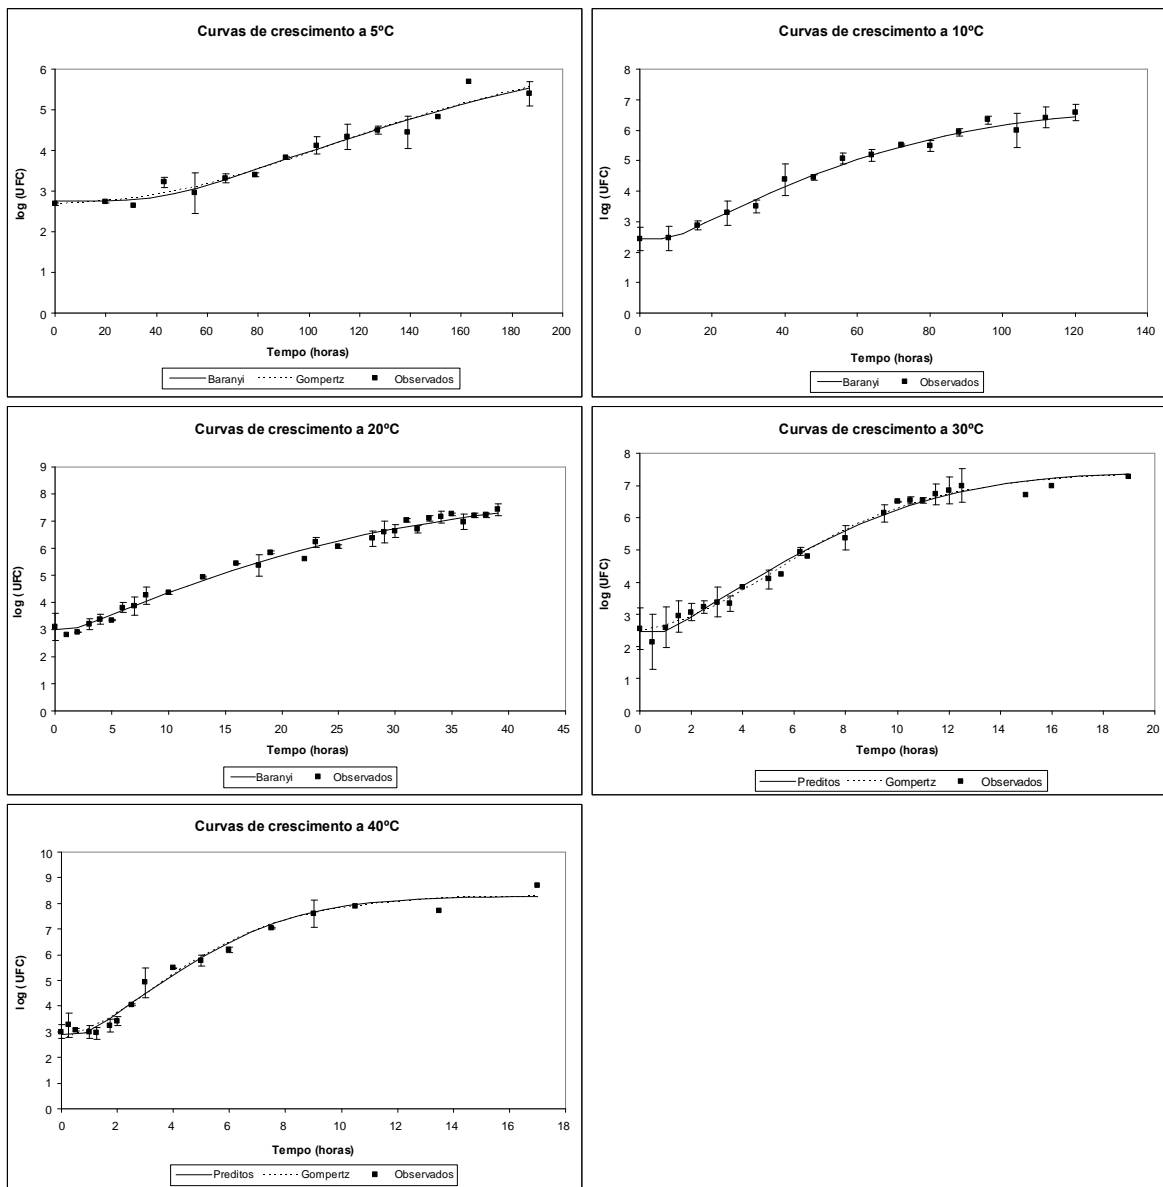 Curvas de crescimento a 5ºC
6
5
4
3
2
1
0
log (UFC)
0 20 40 60 80 100 120 140 160 180 200
Tempo (horas)
Baranyi Gompertz Observados
Curvas de crescimento a 10ºC
8
7
6
5
4
3
2
1
0
log (UFC)
0 20 40 60 80 100 120 140
Tempo (horas)
Baranyi Observados
Curvas de crescimento a 20ºC
9
8
7
6
5
4
3
2
1
0
log ( UFC)
0 5 10 15 20 25 30 35 40 45
Tempo (horas)
Baranyi Observados
Curvas de crescimento a 30ºC
8
7
6
5
4
3
2
1
0
log (UFC)
0 2 4 6 8 10 12 14 16 18 20
Tempo (horas)
Preditos Gompertz Observados
Curvas de crescimento a 40ºC
10
9
8
7
6
5
4
3
2
1
0
log (UFC)
0 2 4 6 8 10 12 14 16 18
Tempo (horas)
Preditos Gompertz Observados